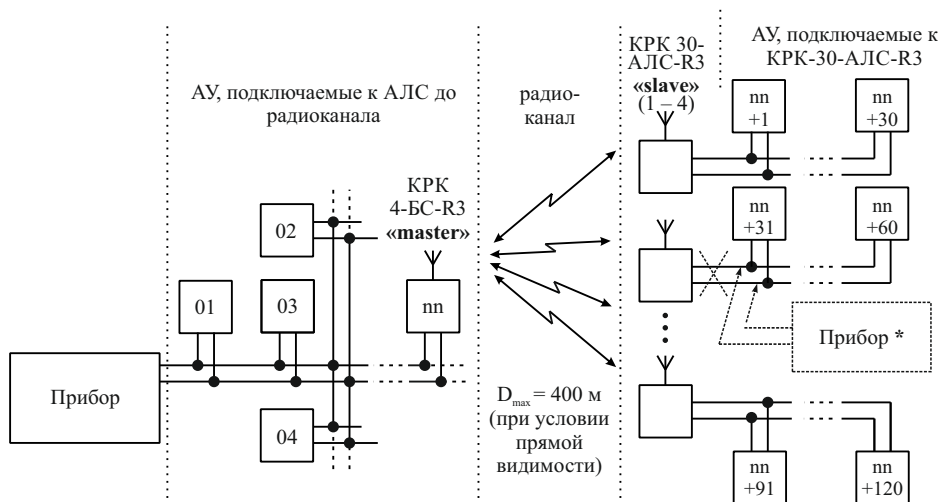 АУ, подключаемые к АЛС до
радиоканала
радио-
канал
КРК 30-
АЛС-R3
«slave»
(1 – 4)
АУ, подключаемые к
КРК-30-АЛС-R3
nn
+1
nn
+30
КРК
4-БС-R3
«master»
02
nn
+31
nn
+60
01
03
nn
Прибор *
Прибор
04
Dmax = 400 м
(при условии
прямой
видимости)
nn
+91
nn
+120